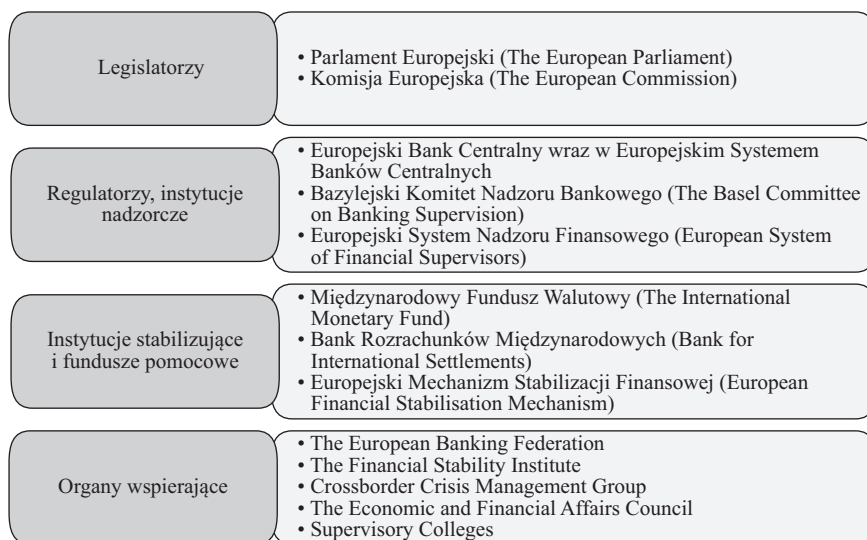 Legislatorzy
• Parlament Europejski (The European Parliament)
• Komisja Europejska (The European Commission)
Regulatorzy, instytucje
nadzorcze
• Europejski Bank Centralny wraz w Europejskim Systemem
Banków Centralnych
• Bazylejski Komitet Nadzoru Bankowego (The Basel Committee
on Banking Supervision)
• Europejski System Nadzoru Finansowego (European System
of Financial Supervisors)
Instytucje stabilizujące
i fundusze pomocowe
• Międzynarodowy Fundusz Walutowy (The International
Monetary Fund)
• Bank Rozrachunków Międzynarodowych (Bank for
International Settlements)
• Europejski Mechanizm Stabilizacji Finansowej (European
Financial Stabilisation Mechanism)
Organy wspierające
• The European Banking Federation
• The Financial Stability Institute
• Crossborder Crisis Management Group
• The Economic and Financial Affairs Council
• Supervisory Colleges